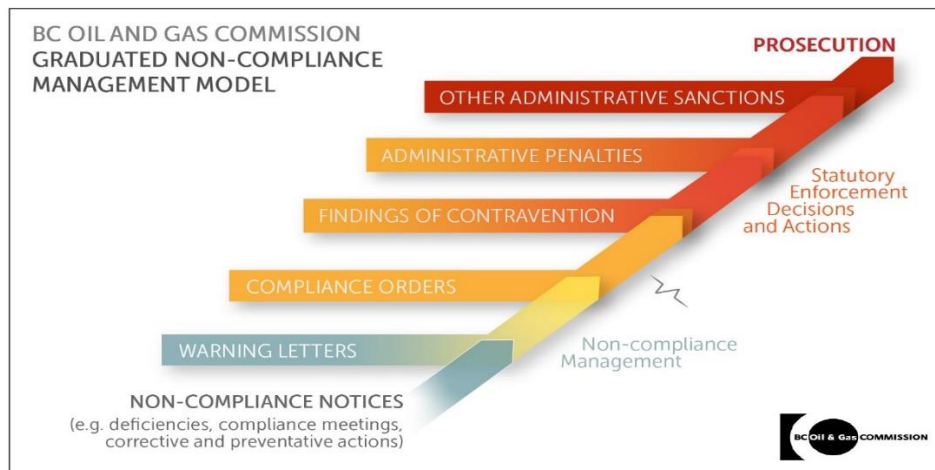 BC OIL AND GAS COMMISSION
GRADUATED NON-COMPLIANCE
MANAGEMENT MODEL
PROSECUTION
OTHER ADMINISTRATIVE SANCTIONS
ADMINISTRATIVE PENALTIES
Statutory
Enforcement
Decisions
and Actions
FINDINGS OF CONTRAVENTION
COMPLIANCE ORDERS
WARNING LETTERS
Non-compliance
Management
NON-COMPLIANCE NOTICES
(e.g. deficiencies, compliance meetings,
corrective and preventative actions)
BC Oil & Gas COMMISSION